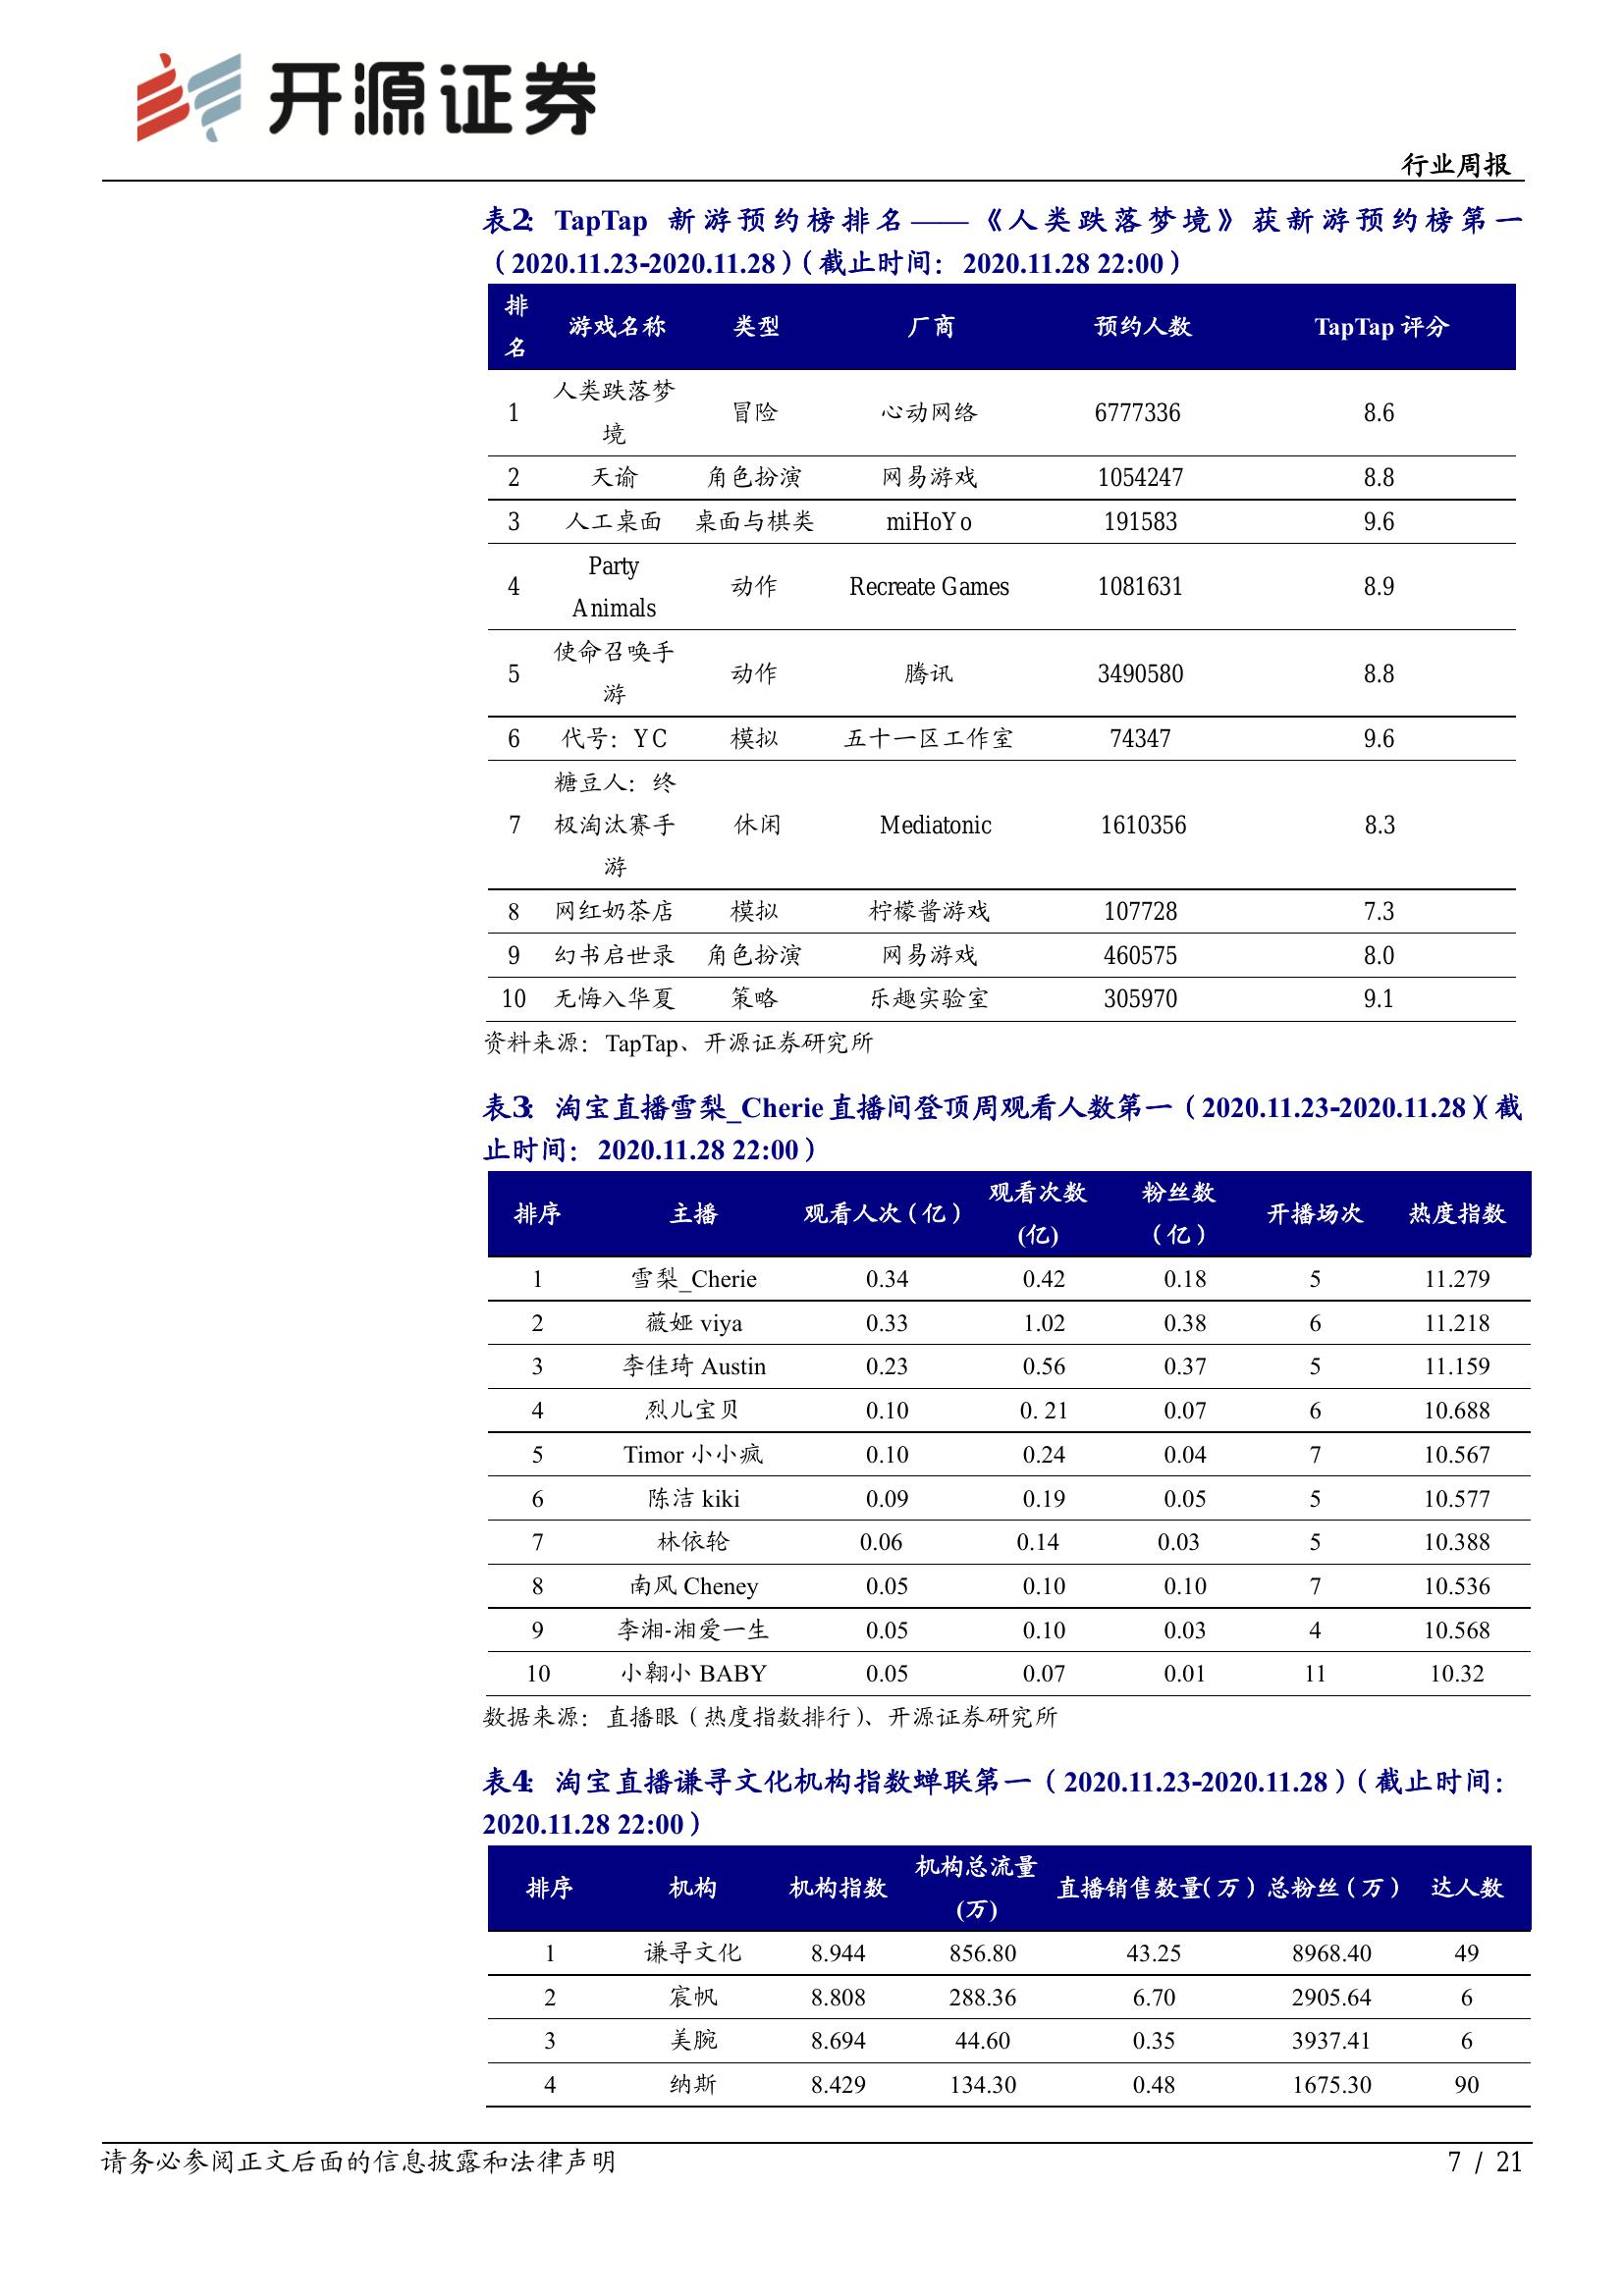 开源证券
行业周报
表2：TapTap 新游预约榜排名——《人类跌落梦境》获新游预约榜第一
（2020.11.23-2020.11.28）（截止时间：2020.11.28 22:00）
排名 游戏名称 类型 厂商 预约人数 TapTap 评分
1 人类跌落梦境 冒险 心动网络 6777336 8.6
2 天谕 角色扮演 网易游戏 1054247 8.8
3 人工桌面 桌面与棋类 miHoYo 191583 9.6
4 Party Animals 动作 Recreate Games 1081631 8.9
5 使命召唤手游 动作 腾讯 3490580 8.8
6 代号：YC 模拟 五十一区工作室 74347 9.6
7 糖豆人：终极淘汰赛手游 休闲 Mediatonic 1610356 8.3
8 网红奶茶店 模拟 柠檬酱游戏 107728 7.3
9 幻书启世录 角色扮演 网易游戏 460575 8.0
10 无悔入华夏 策略 乐趣实验室 305970 9.1
资料来源：TapTap、开源证券研究所
表3：淘宝直播雪梨_Cherie直播间登顶周观看人数第一（2020.11.23-2020.11.28）（截
止时间：2020.11.28 22:00）
排序 主播 观看人次（亿） 观看次数(亿) 粉丝数（亿） 开播场次 热度指数
1 雪梨_Cherie 0.34 0.42 0.18 5 11.279
2 薇娅 viya 0.33 1.02 0.38 6 11.218
3 李佳琦 Austin 0.23 0.56 0.37 5 11.159
4 烈儿宝贝 0.10 0. 21 0.07 6 10.688
5 Timor 小小疯 0.10 0.24 0.04 7 10.567
6 陈洁 kiki 0.09 0.19 0.05 5 10.577
7 林依轮 0.06 0.14 0.03 5 10.388
8 南风 Cheney 0.05 0.10 0.10 7 10.536
9 李湘-湘爱一生 0.05 0.10 0.03 4 10.568
10 小翱小 BABY 0.05 0.07 0.01 11 10.32
数据来源：直播眼（热度指数排行）、开源证券研究所
表4：淘宝直播谦寻文化机构指数蝉联第一（2020.11.23-2020.11.28）（截止时间：
2020.11.28 22:00）
排序 机构 机构指数 机构总流量(万) 直播销售数量（万） 总粉丝（万） 达人数
1 谦寻文化 8.944 856.80 43.25 8968.40 49
2 宸帆 8.808 288.36 6.70 2905.64 6
3 美腕 8.694 44.60 0.35 3937.41 6
4 纳斯 8.429 134.30 0.48 1675.30 90
请务必参阅正文后面的信息披露和法律声明
7 / 21